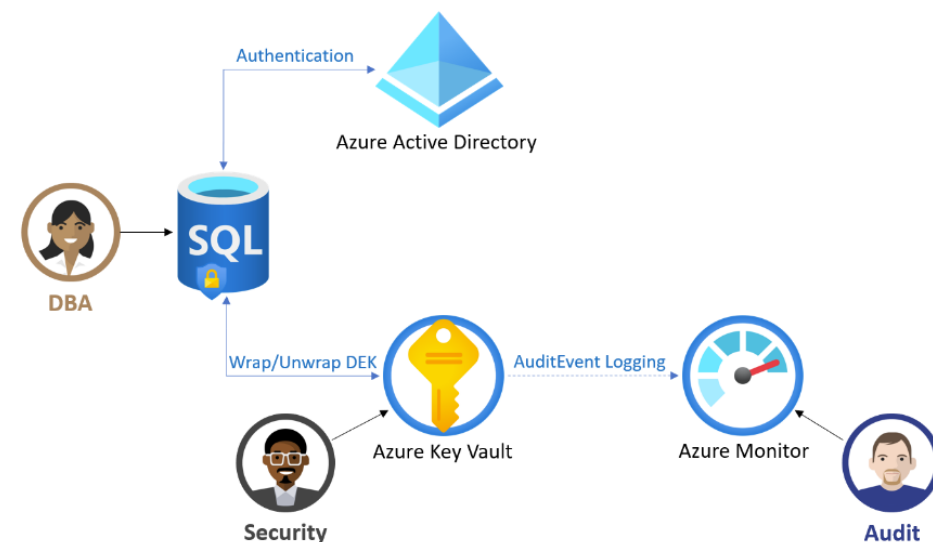 Authentication
Azure Active Directory
SQL
DBA
Wrap/Unwrap DEK
AuditEvent Logging
Azure Key Vault
Azure Monitor
Security
Audit